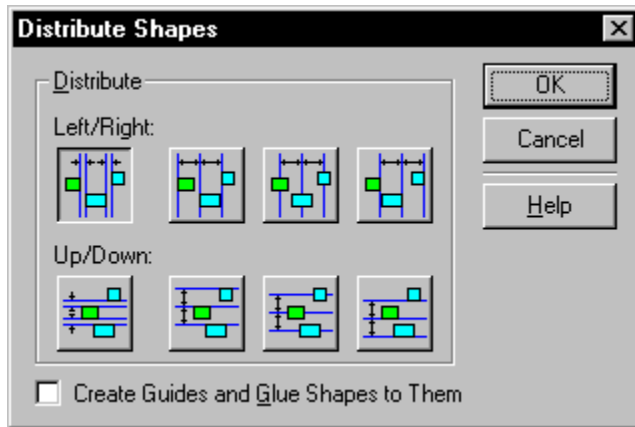 Distribute Shapes
Distribute
Left/Right:
Up/Down:
Create Guides and Glue Shapes to Them
OK
Cancel
Help